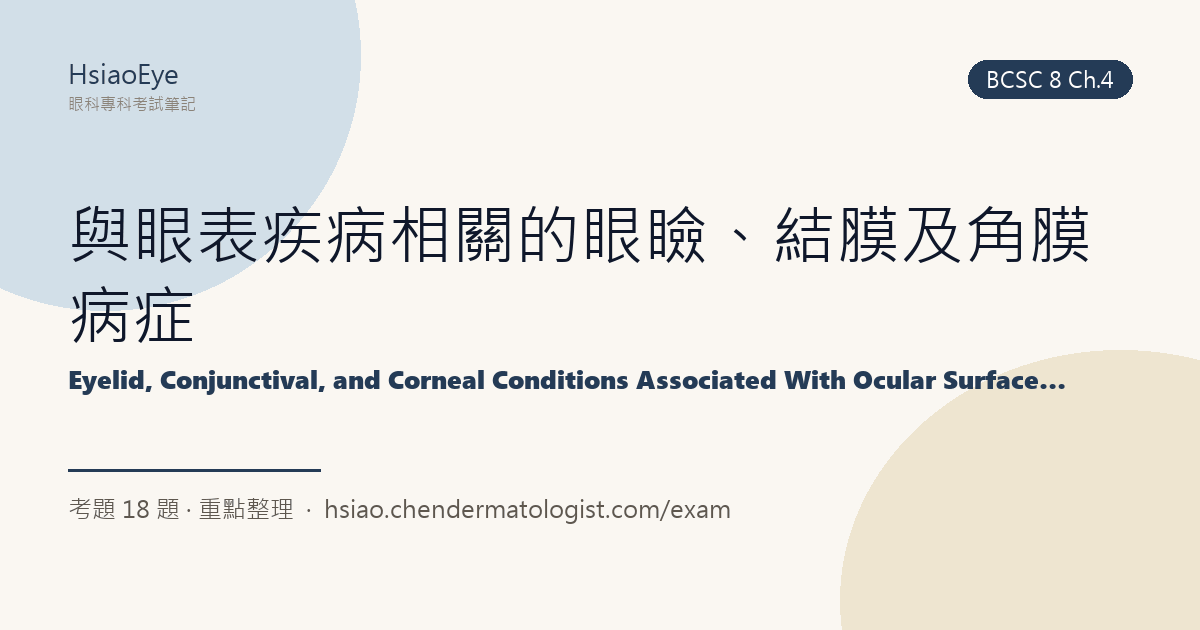 HsiaoEye
眼科專科考試筆記
BCSC 8 Ch.4
與眼表疾病相關的眼瞼、結膜及角膜
病症
Eyelid, Conjunctival, and Corneal Conditions Associated With Ocular Surface...
考題 18 題 · 重點整理 · hsiao.chendermatologist.com/exam